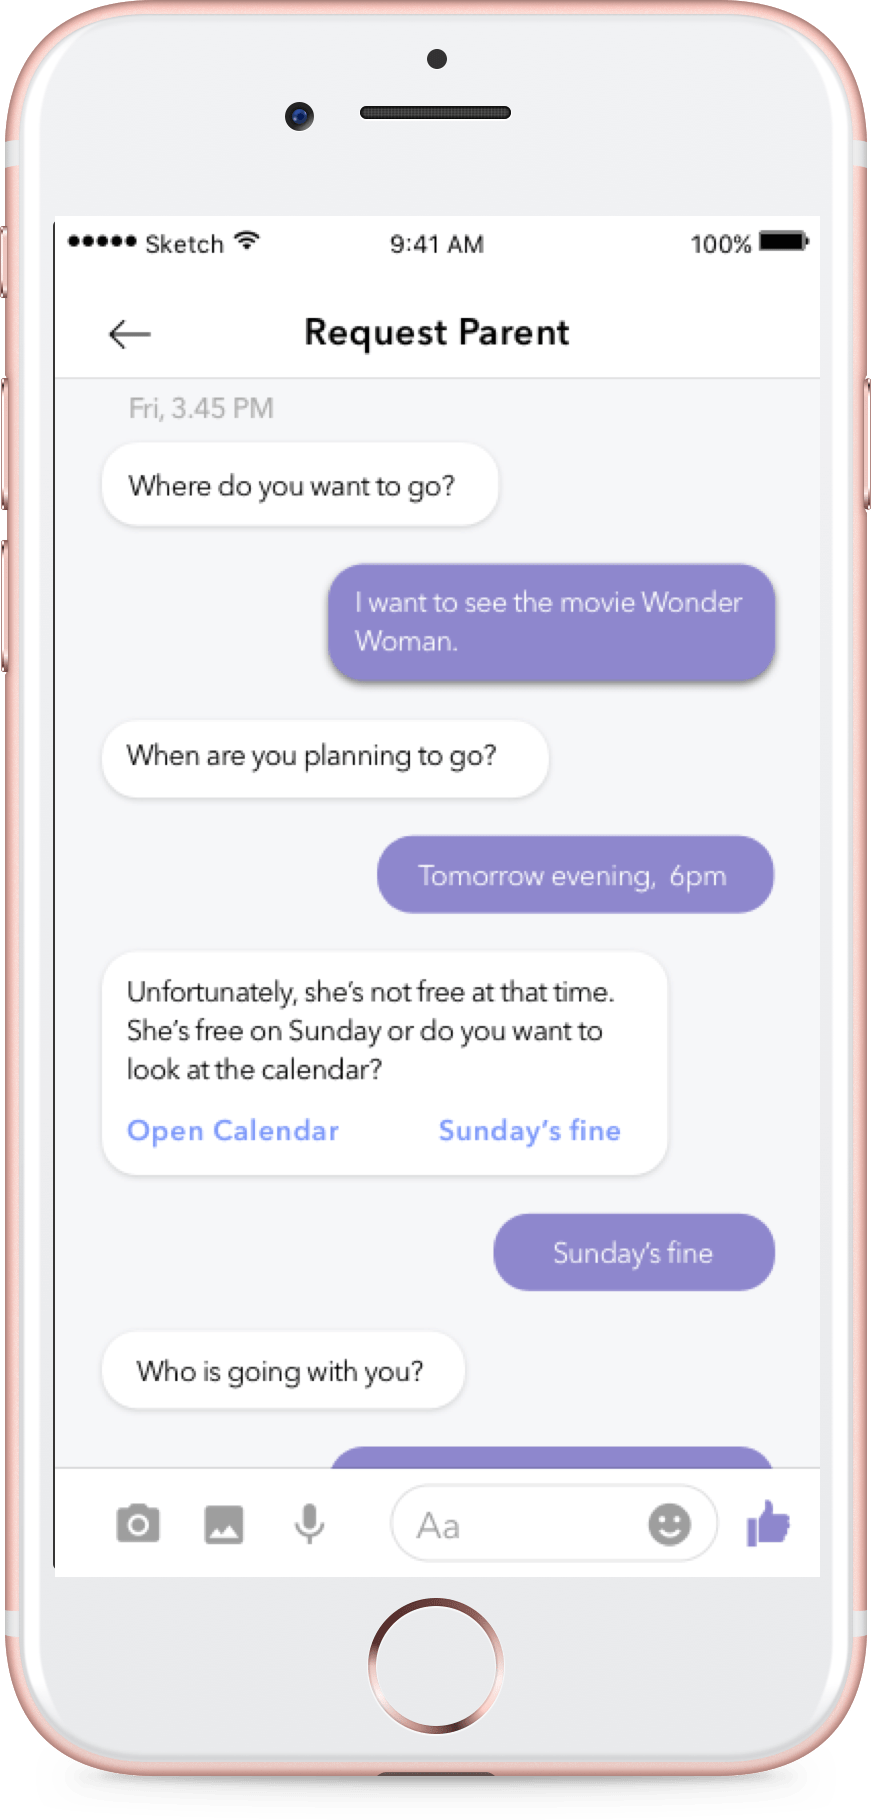 Sketch 9:41 AM 100%
Request Parent
Fri, 3.45 PM
Where do you want to go?
I want to see the movie Wonder
Woman.
When are you planning to go?
Tomorrow evening, 6pm
Unfortunately, she's not free at that time.
She's free on Sunday or do you want to
look at the calendar?
Open Calendar Sunday's fine
Sunday's fine
Who is going with you?
Aa